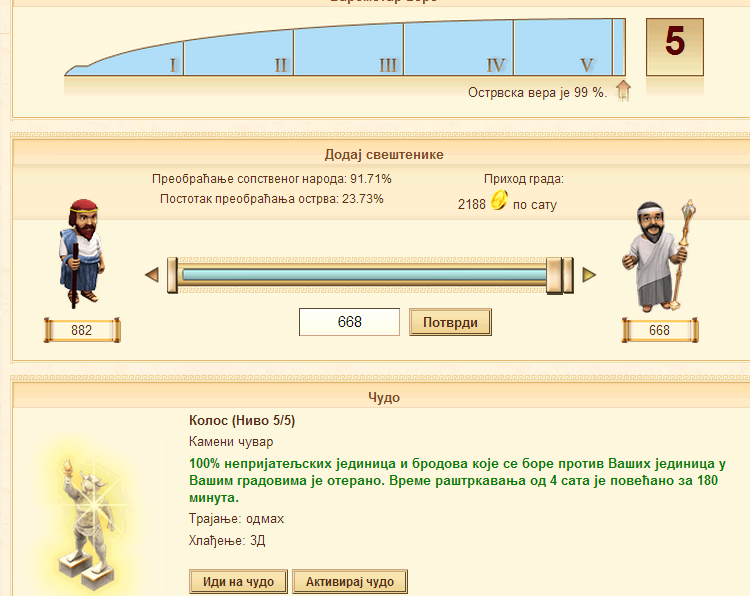 I II III IV V
5
Острвска вера је 99 %.
Додај свештенике
Преобраћање сопственог народа: 91.71%
Приход града:
Постотак преобраћања острва: 23.73%
2188 по сату
668 Потврди
882
668
Чудо
Колос (Ниво 5/5)
Камени чувар
100% непријатељских јединица и бродова које се боре против Ваших јединица у
Вашим градовима је отерано. Време раштркавања од 4 сата је повећано за 180
минута.
Трајање: одмах
Хлађење: 3Д
Иди на чудо Активирај чудо